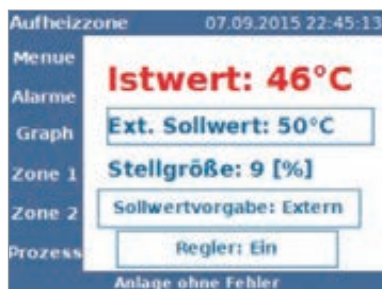 Aufheizzone 07.09.2015 22:45:13
Menue
Alarme
Graph
Zone 1
Zone 2
Prozess
Istwert: 46°C
Ext. Sollwert: 50°C
Stellgröße: 9 [%]
Sollwertvorgabe: Extern
Regler: Ein
Anlage ohne Fehler